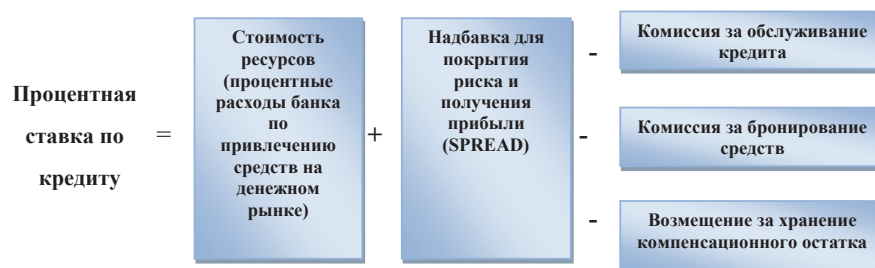 Процентная
ставка по
кредиту
=
Стоимость
ресурсов
(процентные
расходы банка
по
привлечению
средств на
денежном
рынке)
+
Надбавка для
покрытия
риска и
получения
прибыли
(SPREAD)
-
Комиссия за обслуживание
кредита
-
Комиссия за бронирование
средств
-
Возмещение за хранение
компенсационного остатка